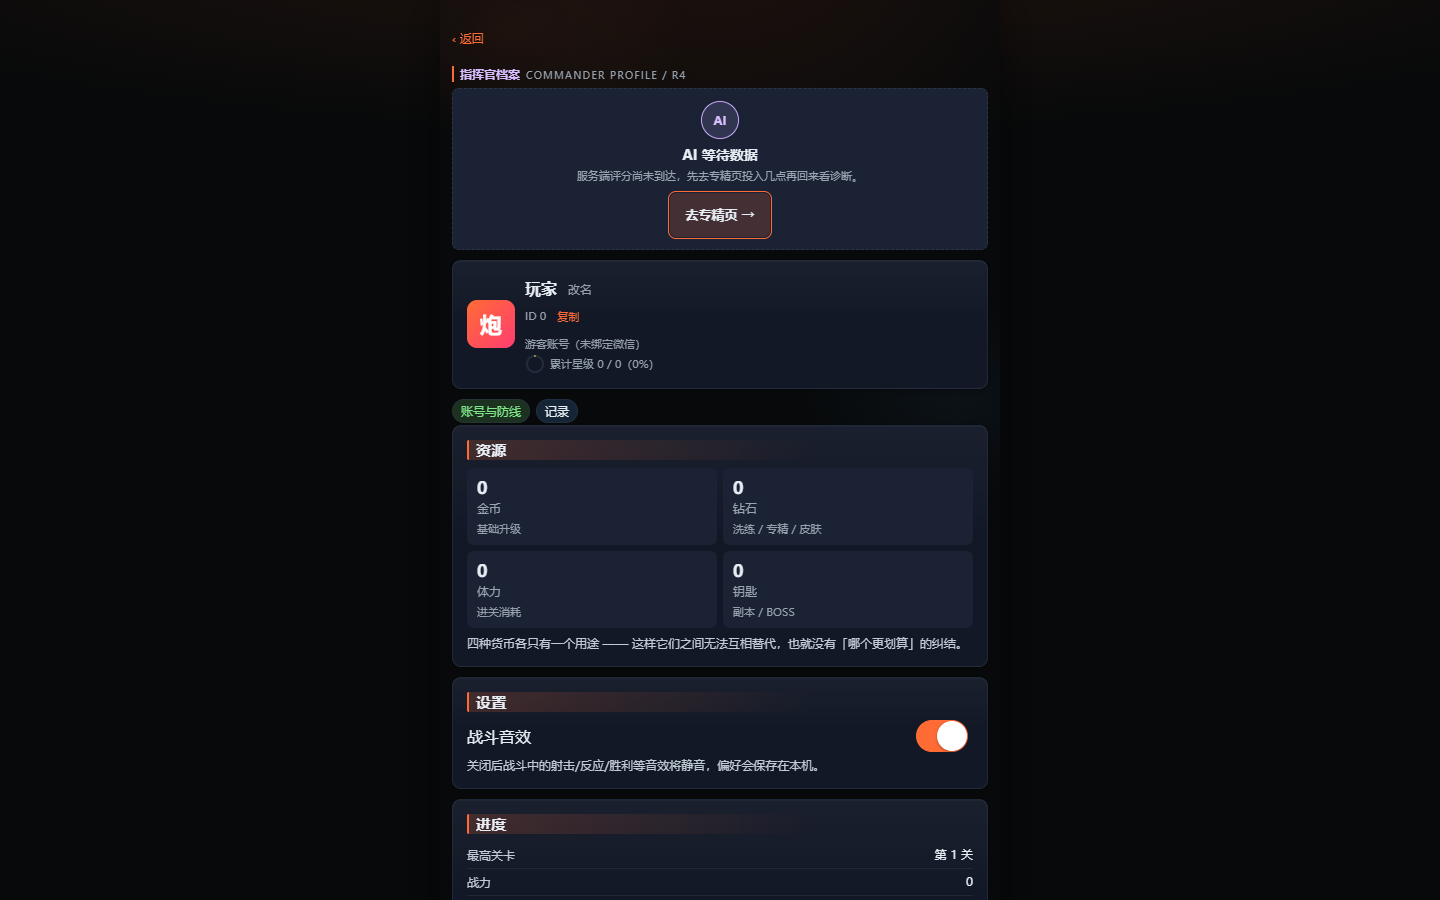 ‹ 返回
指挥官档案 COMMANDER PROFILE / R4
AI
AI 等待数据
服务端评分尚未到达，先去专精页投入几点再回来看诊断。
去专精页 →
炮
玩家 改名
ID 0 复制
游客账号（未绑定微信）
累计星级 0 / 0（0%）
账号与防线 记录
资源
0
金币
基础升级
0
钻石
洗练 / 专精 / 皮肤
0
体力
进关消耗
0
钥匙
副本 / BOSS
四种货币各只有一个用途 —— 这样它们之间无法互相替代，也就没有「哪个更划算」的纠结。
设置
战斗音效
关闭后战斗中的射击/反应/胜利等音效将静音，偏好会保存在本机。
进度
最高关卡 第 1 关
战力 0